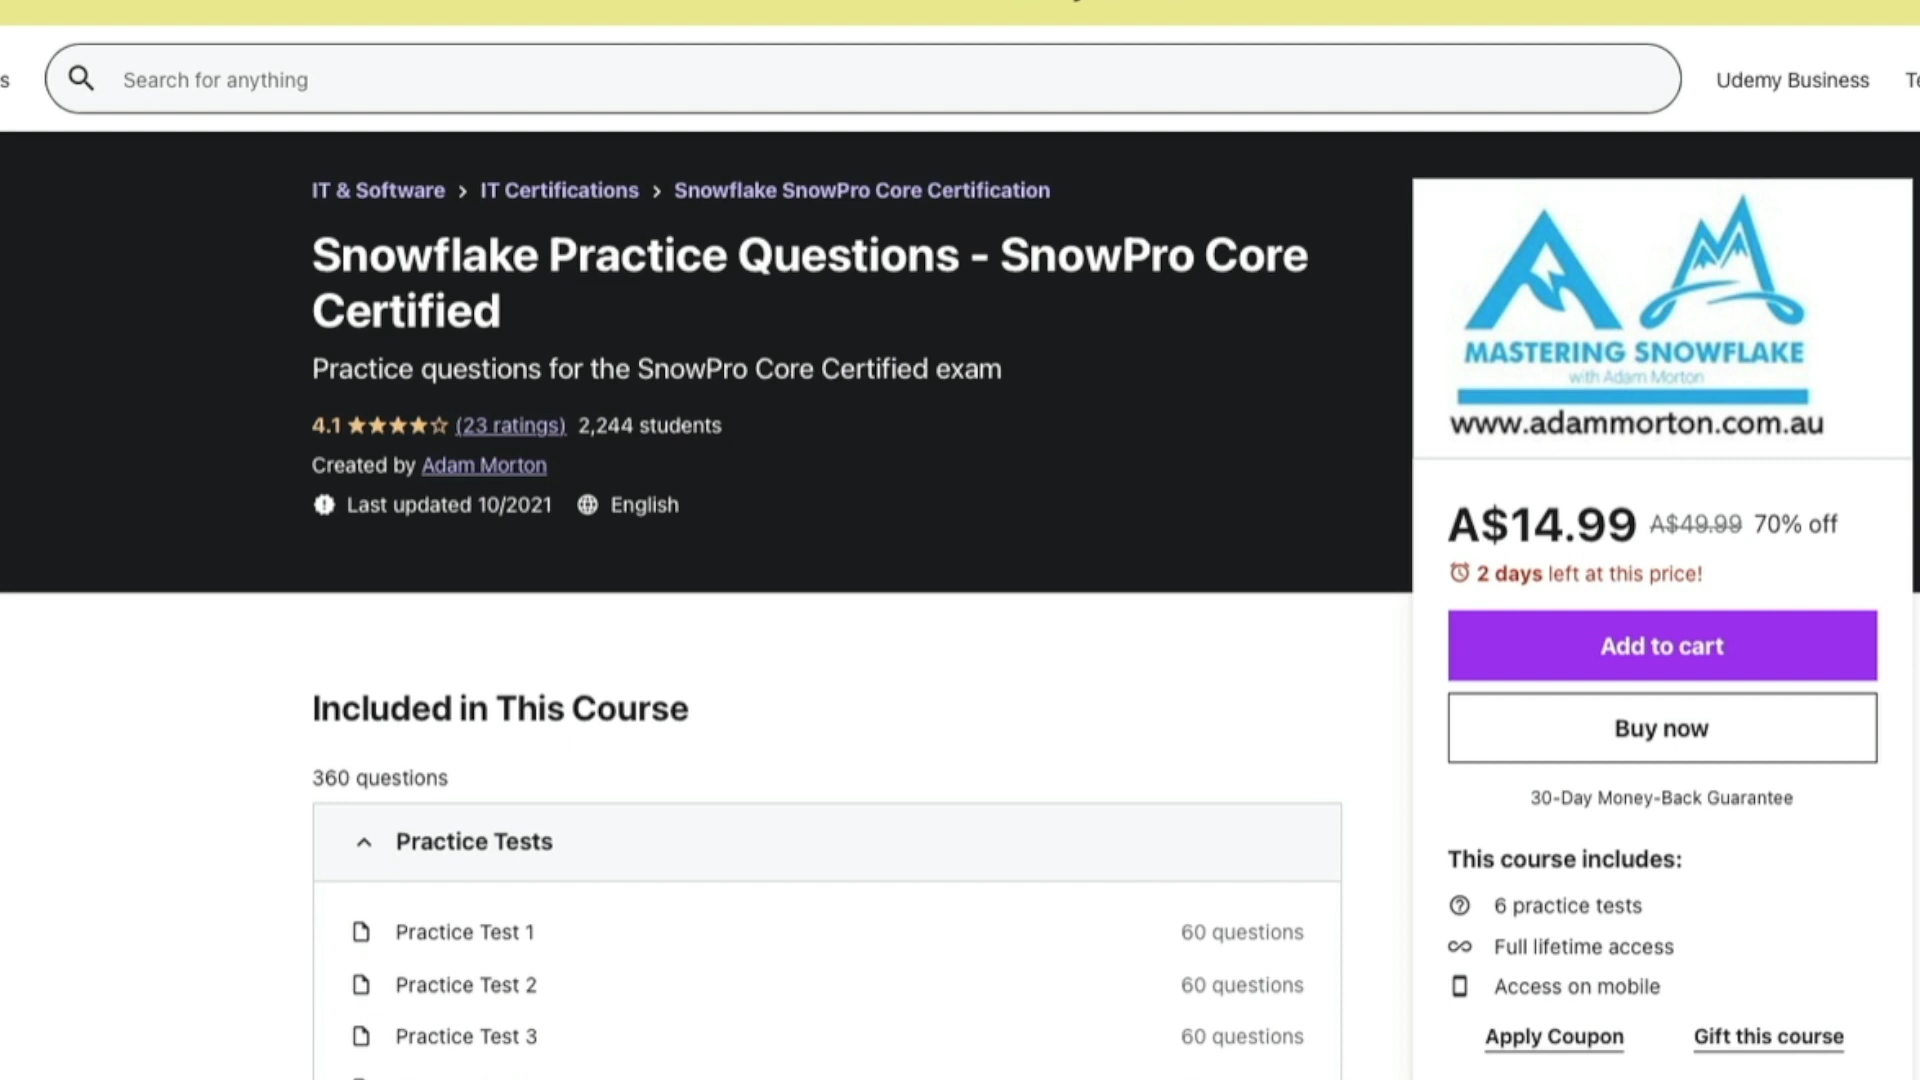 Search for anything
Udemy Business
IT & Software > IT Certifications > Snowflake SnowPro Core Certification
Snowflake Practice Questions - SnowPro Core
Certified
Practice questions for the SnowPro Core Certified exam
4.1 (23 ratings) 2,244 students
Created by Adam Morton
Last updated 10/2021 English
MASTERING SNOWFLAKE
with Adam Morton
www.adammorton.com.au
A$14.99 A$49.99 70% off
2 days left at this price!
Add to cart
Buy now
30-Day Money-Back Guarantee
This course includes:
6 practice tests
Full lifetime access
Access on mobile
Apply Coupon Gift this course
Included in This Course
360 questions
Practice Tests
Practice Test 1 60 questions
Practice Test 2 60 questions
Practice Test 3 60 questions